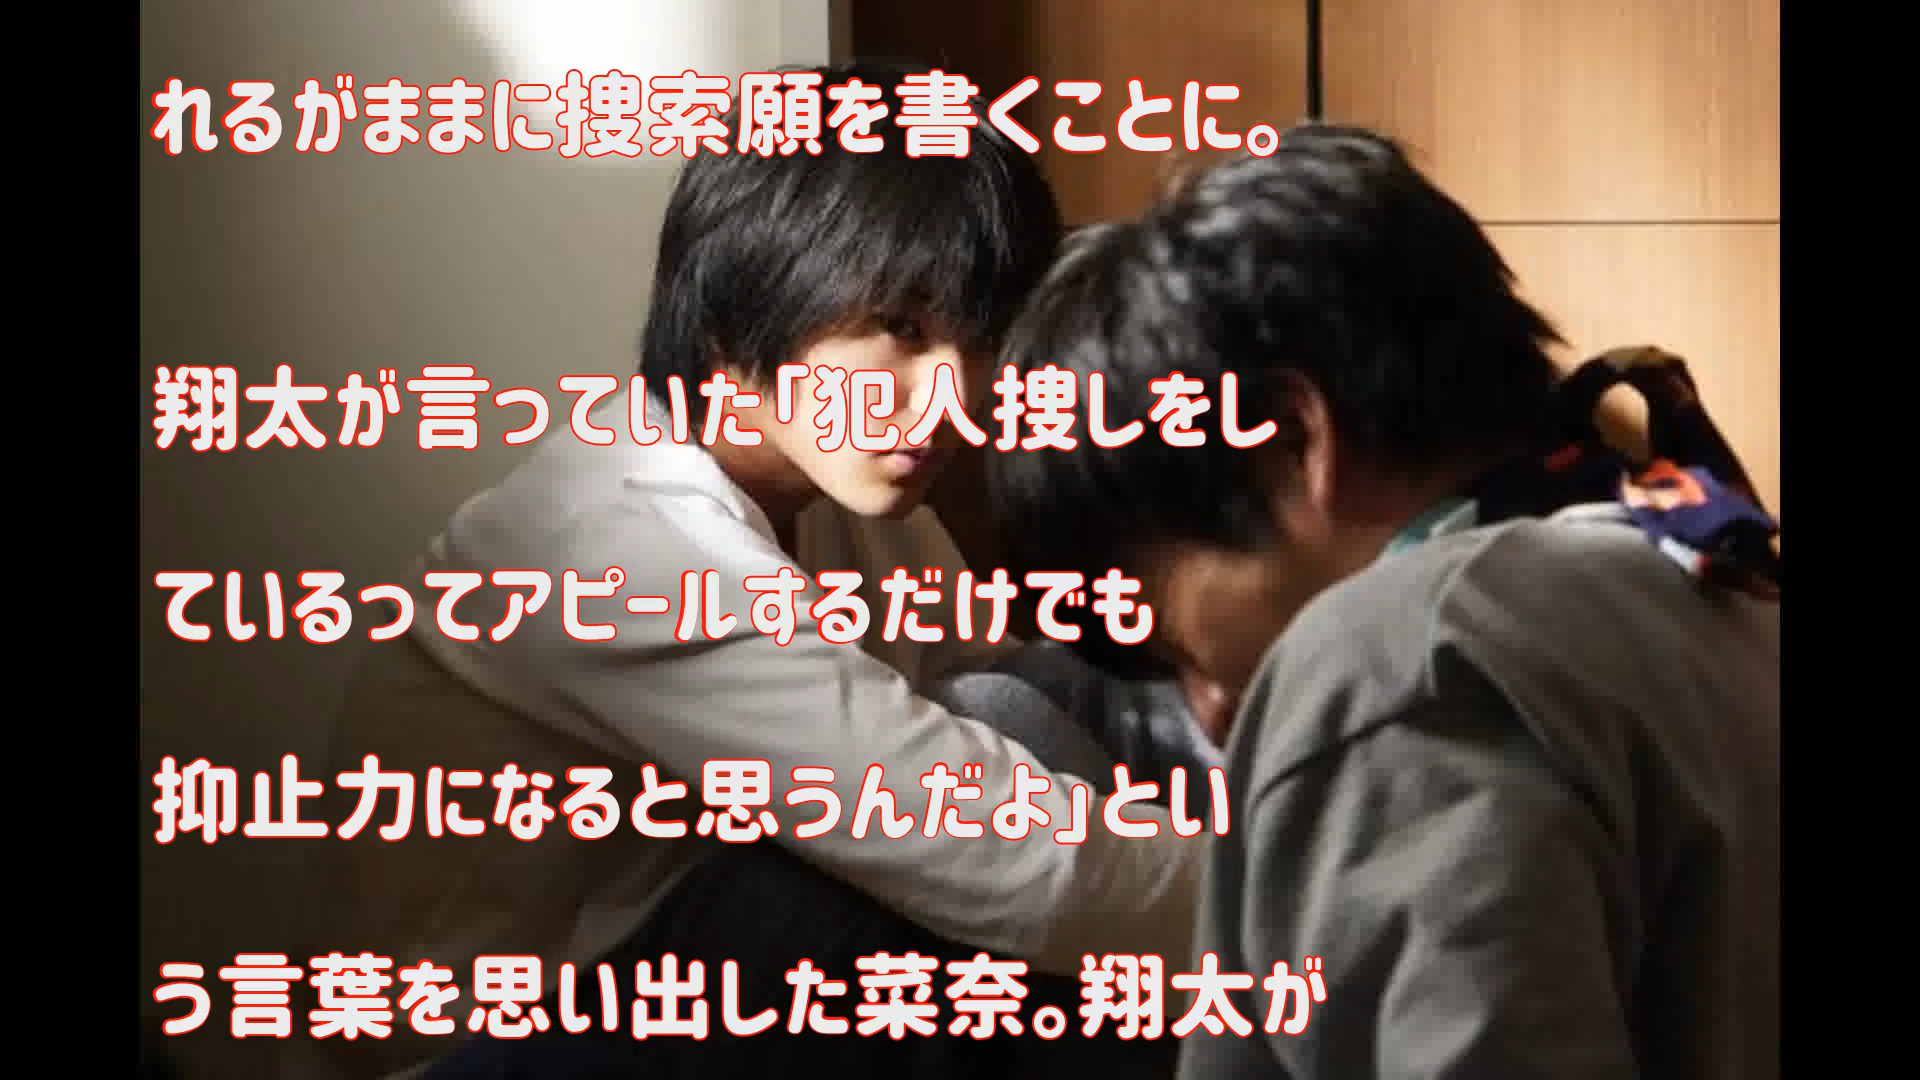 れるがままに捜索願を書くことに。
翔太が言っていた「犯人捜しをし
ているってアピールするだけでも
抑止力になると思うんだよ」とい
う言葉を思い出した菜奈。翔太が